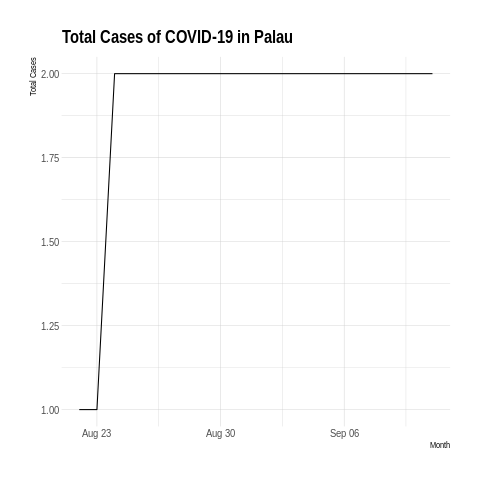 Total Cases of COVID-19 in Palau
Total Cases
2.00
1.75
1.50
1.25
1.00
Aug 23 Aug 30 Sep 06
Month